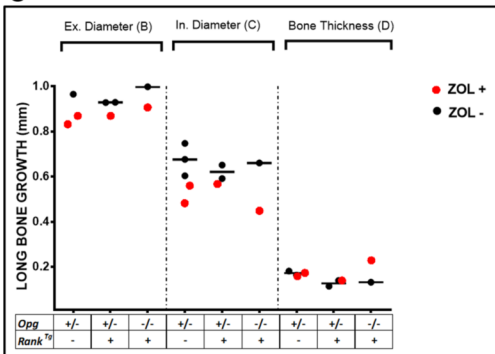 Ex. Diameter (B) In. Diameter (C) Bone Thickness (D)
ZOL +
ZOL -
LONG BONE GROWTH (mm)
1.0
0.8
0.6
0.4
0.2
Opg +/- +/- -/- +/- +/- -/- +/- +/- -/-
Rank Tg - + + - + + - + +